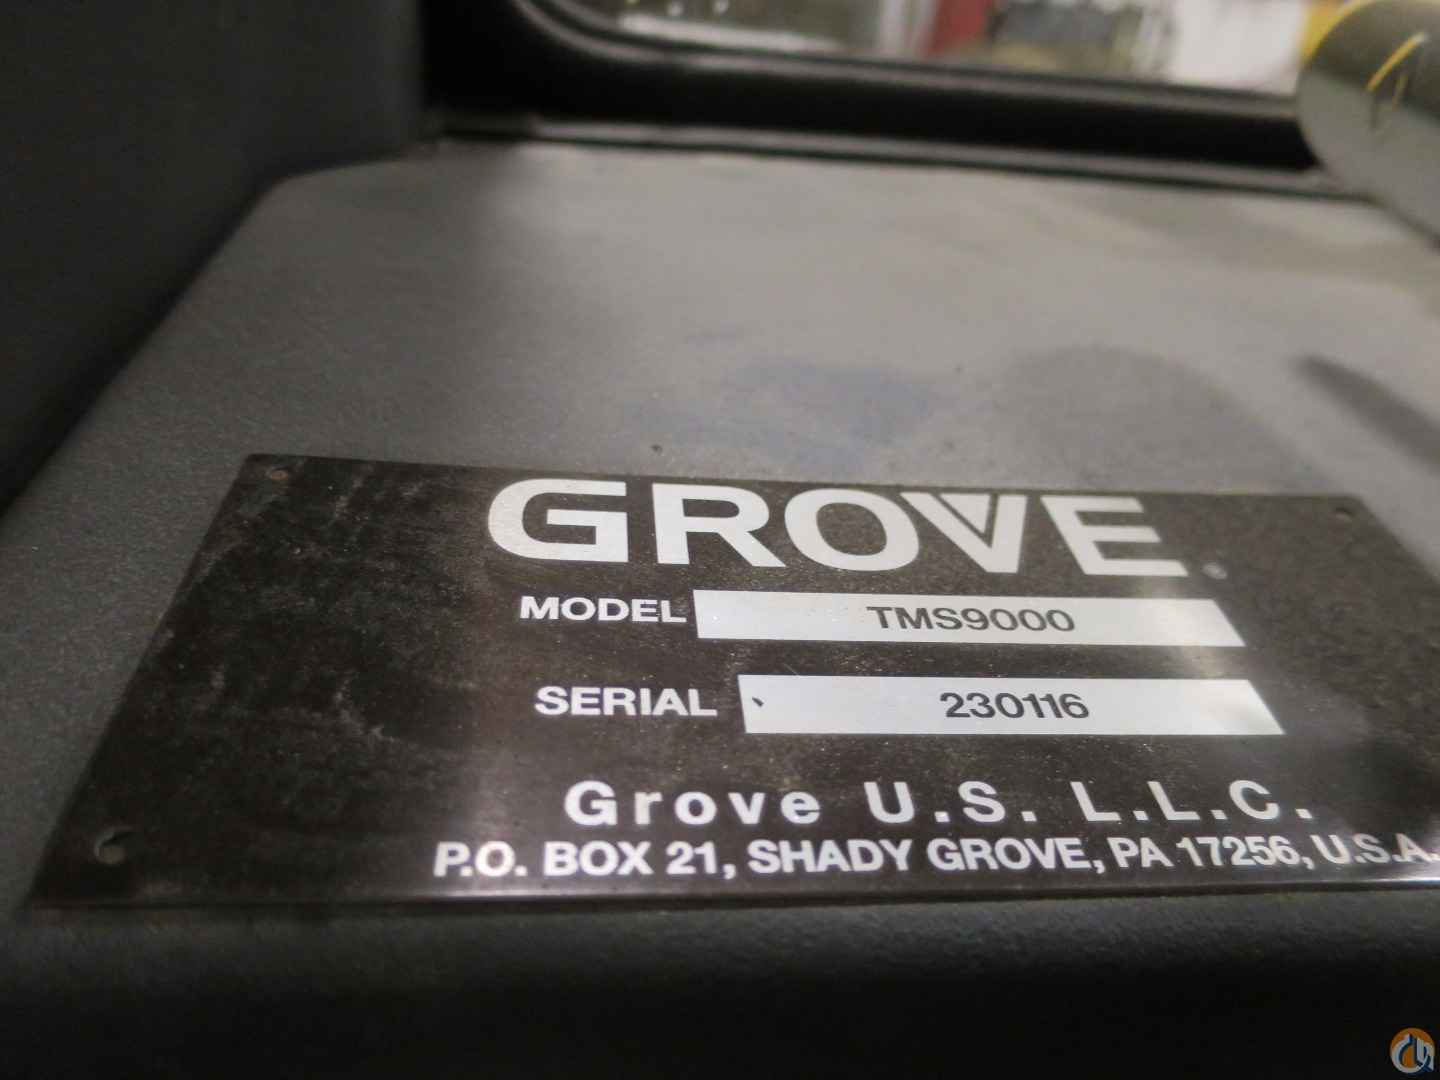 GROVE
MODEL TMS9000
SERIAL 230116
Grove U.S. L.L.C.
P.O. BOX 21, SHADY GROVE, PA 17256, U.S.A.